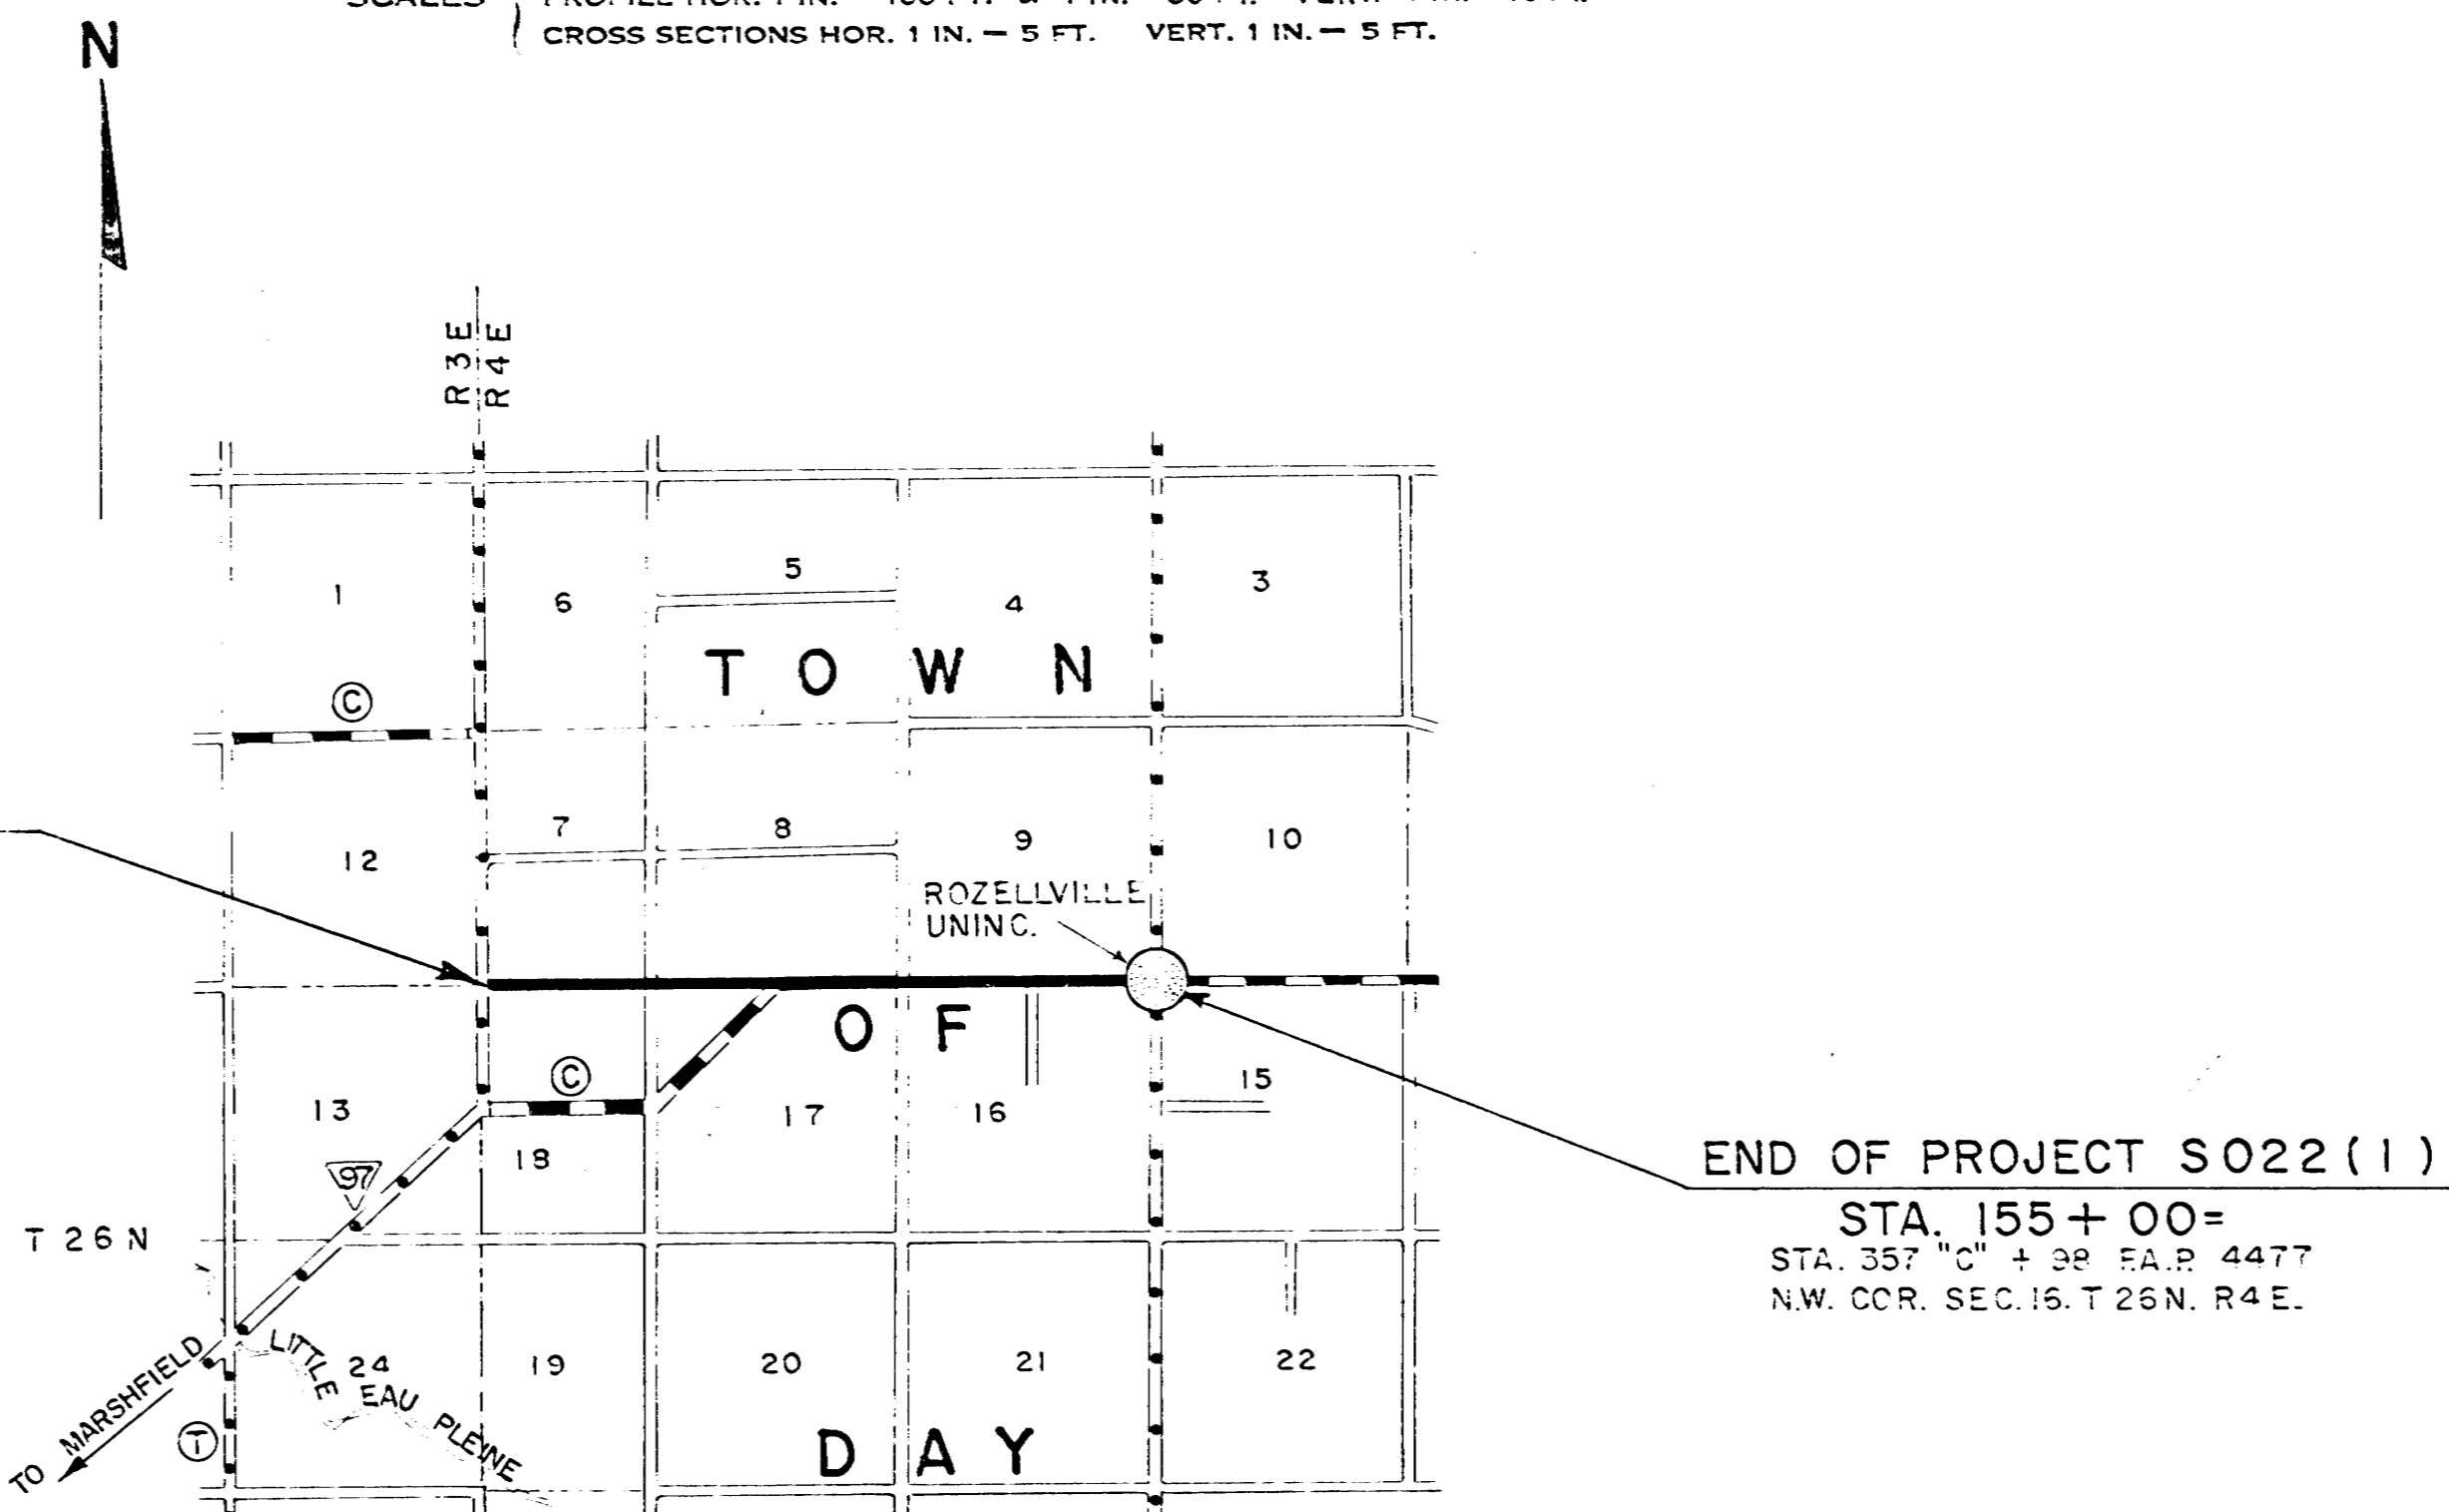 CROSS SECTIONS HOR. 1 IN. — 5 FT. VERT. 1 IN. — 5 FT.
N
R 3 E
R 4 E
1
6
5
4
3
TOWN
C
12
7
8
9
10
ROZELLVILLE
UNINC.
OF
C
13
18
17
16
15
97
END OF PROJECT S022(1)
STA. 155 + 00=
STA. 357 "C" + 98 F.A.P. 4477
N.W. COR. SEC. 16. T 26 N. R 4 E.
T 26 N
24
19
20
21
22
LITTLE EAU PLEINE
TO MARSHFIELD
T
DAY